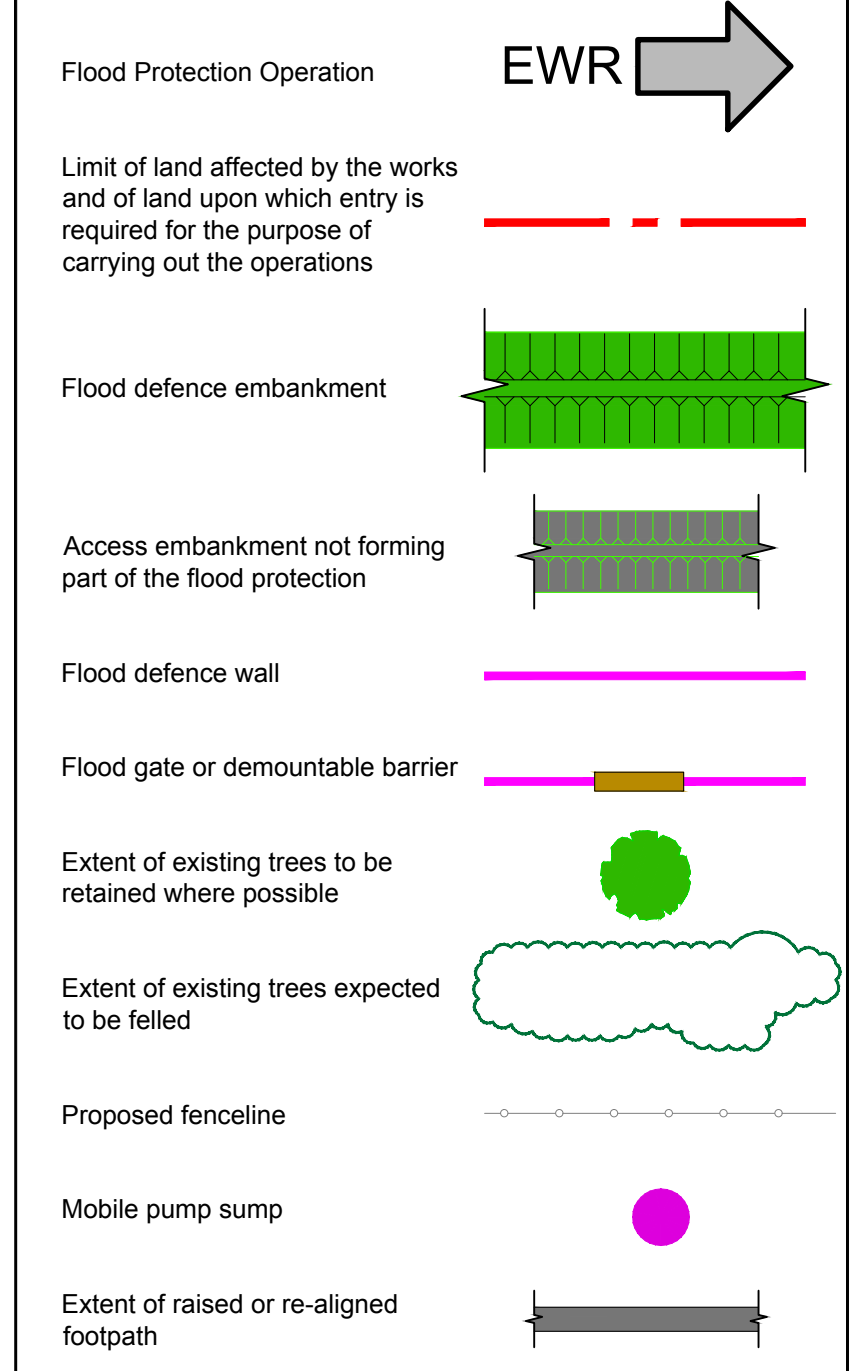 Flood Protection Operation
EWR
Limit of land affected by the works
and of land upon which entry is
required for the purpose of
carrying out the operations
Flood defence embankment
Access embankment not forming
part of the flood protection
Flood defence wall
Flood gate or demountable barrier
Extent of existing trees to be
retained where possible
Extent of existing trees expected
to be felled
Proposed fenceline
Mobile pump sump
Extent of raised or re-aligned
footpath